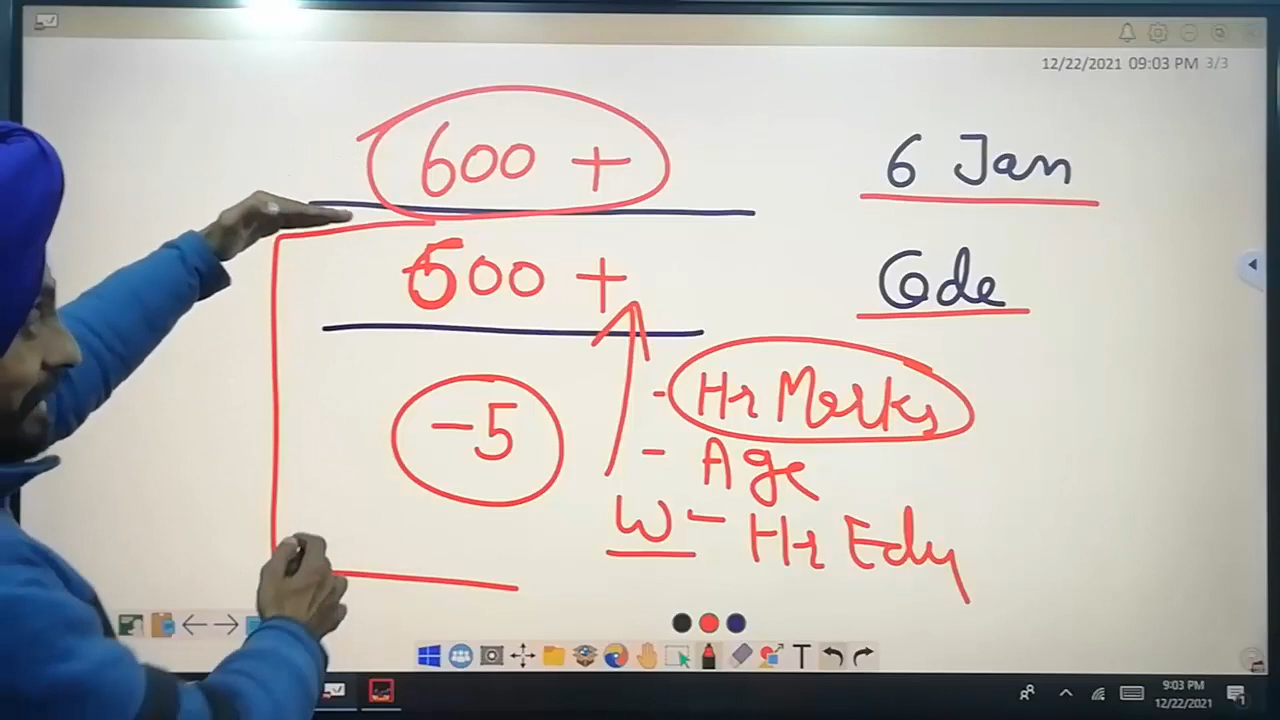 12/22/2021 09:03 PM 3/3
600 +
6 Jan
500 +
Code
- Hr Marks
-5
- Age
W - Hr Edu
T
9:03 PM
12/22/2021